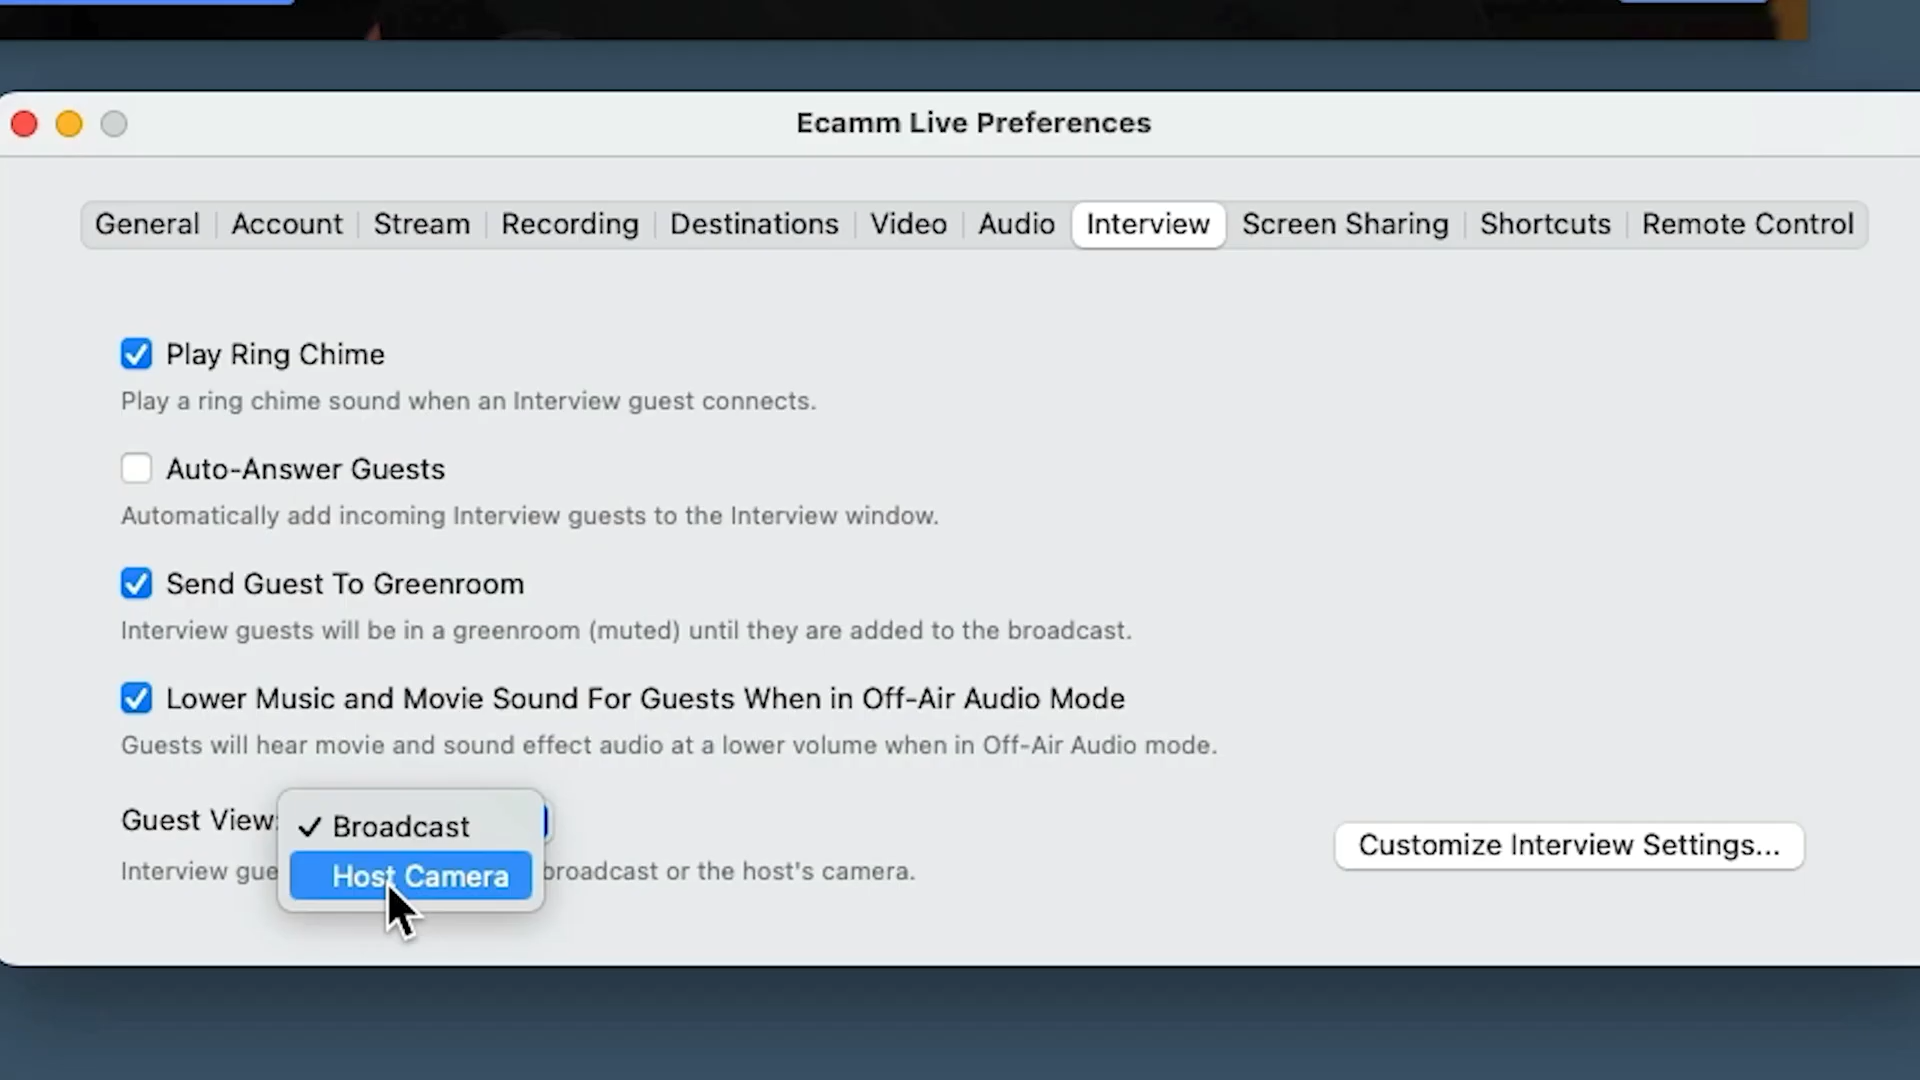 Ecamm Live Preferences
General Account Stream Recording Destinations Video Audio Interview Screen Sharing Shortcuts Remote Control
Play Ring Chime
Play a ring chime sound when an Interview guest connects.
Auto-Answer Guests
Automatically add incoming Interview guests to the Interview window.
Send Guest To Greenroom
Interview guests will be in a greenroom (muted) until they are added to the broadcast.
Lower Music and Movie Sound For Guests When in Off-Air Audio Mode
Guests will hear movie and sound effect audio at a lower volume when in Off-Air Audio mode.
Guest View:
Broadcast
Host Camera
Interview gue broadcast or the host's camera.
Customize Interview Settings...